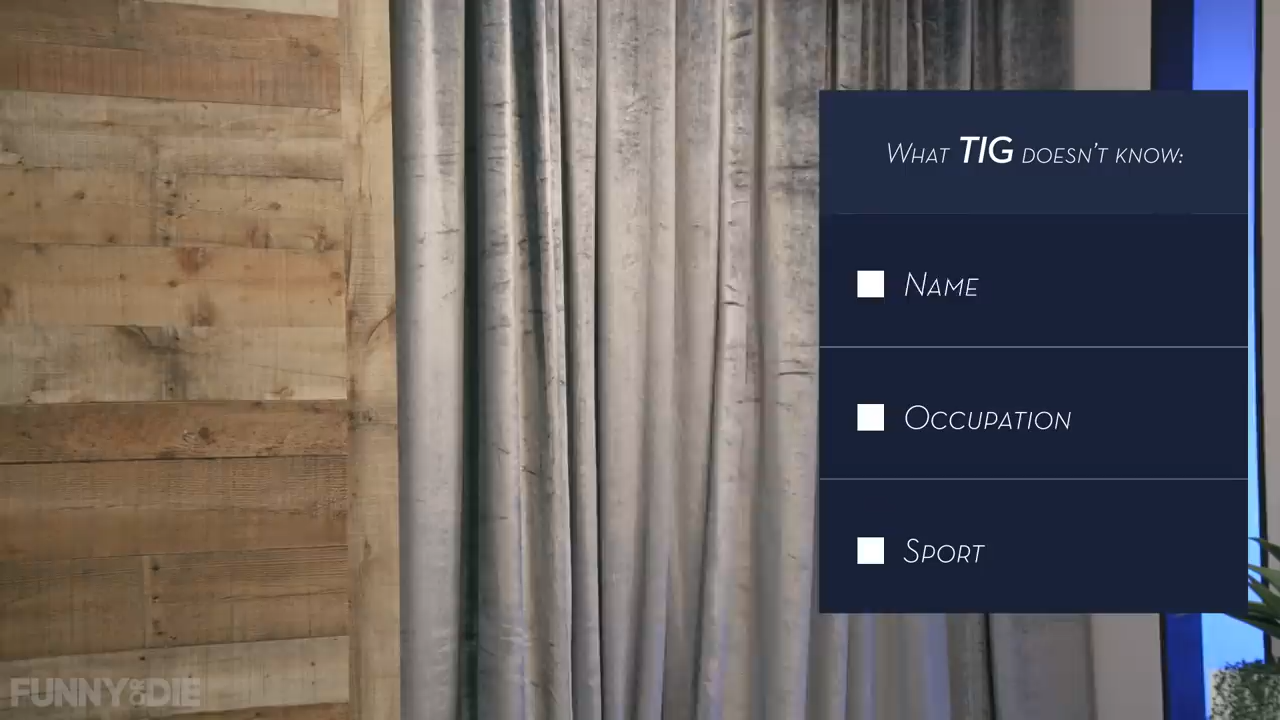 What TIG doesn't know:
Name
Occupation
Sport
FUNNY OR DIE